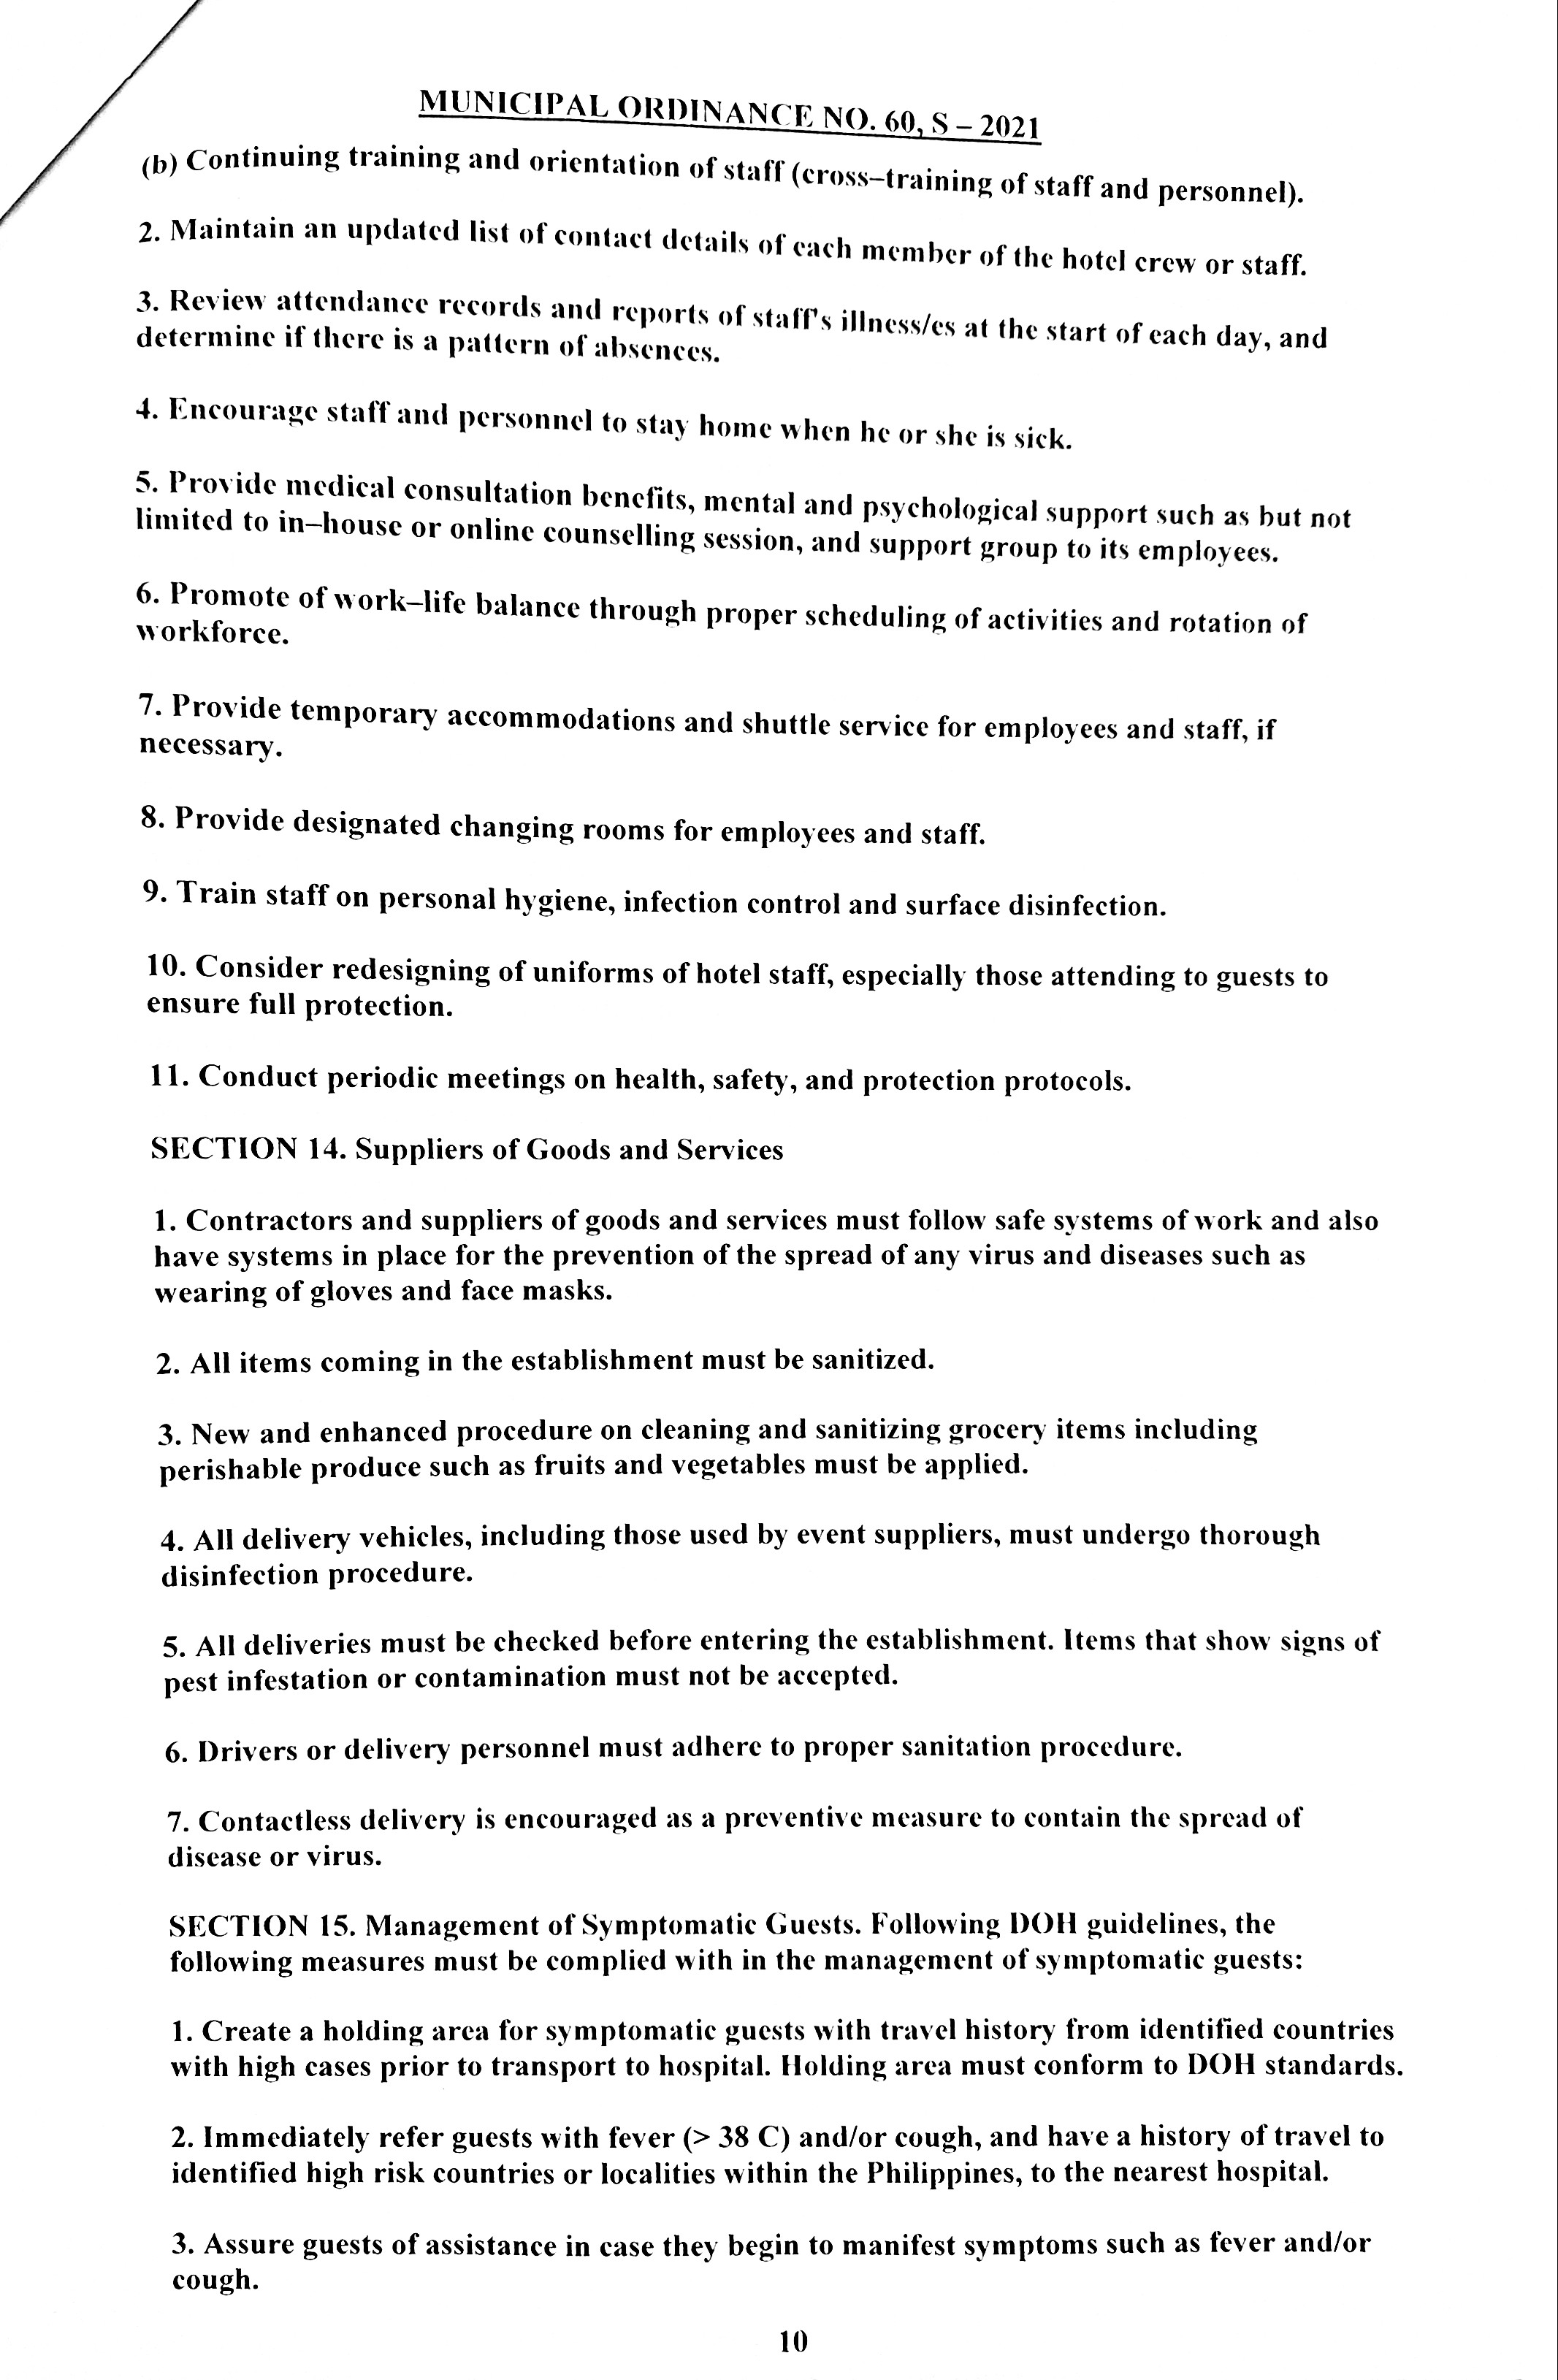 MUNICIPAL ORDINANCE NO. 60, S – 2021
(b) Continuing training and orientation of staff (cross–training of staff and personnel).
2. Maintain an updated list of contact details of each member of the hotel crew or staff.
3. Review attendance records and reports of staff's illness/es at the start of each day, and
determine if there is a pattern of absences.
4. Encourage staff and personnel to stay home when he or she is sick.
5. Provide medical consultation benefits, mental and psychological support such as but not
limited to in–house or online counselling session, and support group to its employees.
6. Promote of work–life balance through proper scheduling of activities and rotation of
workforce.
7. Provide temporary accommodations and shuttle service for employees and staff, if
necessary.
8. Provide designated changing rooms for employees and staff.
9. Train staff on personal hygiene, infection control and surface disinfection.
10. Consider redesigning of uniforms of hotel staff, especially those attending to guests to
ensure full protection.
11. Conduct periodic meetings on health, safety, and protection protocols.
SECTION 14. Suppliers of Goods and Services
1. Contractors and suppliers of goods and services must follow safe systems of work and also
have systems in place for the prevention of the spread of any virus and diseases such as
wearing of gloves and face masks.
2. All items coming in the establishment must be sanitized.
3. New and enhanced procedure on cleaning and sanitizing grocery items including
perishable produce such as fruits and vegetables must be applied.
4. All delivery vehicles, including those used by event suppliers, must undergo thorough
disinfection procedure.
5. All deliveries must be checked before entering the establishment. Items that show signs of
pest infestation or contamination must not be accepted.
6. Drivers or delivery personnel must adhere to proper sanitation procedure.
7. Contactless delivery is encouraged as a preventive measure to contain the spread of
disease or virus.
SECTION 15. Management of Symptomatic Guests. Following DOH guidelines, the
following measures must be complied with in the management of symptomatic guests:
1. Create a holding area for symptomatic guests with travel history from identified countries
with high cases prior to transport to hospital. Holding area must conform to DOH standards.
2. Immediately refer guests with fever (> 38 C) and/or cough, and have a history of travel to
identified high risk countries or localities within the Philippines, to the nearest hospital.
3. Assure guests of assistance in case they begin to manifest symptoms such as fever and/or
cough.
10